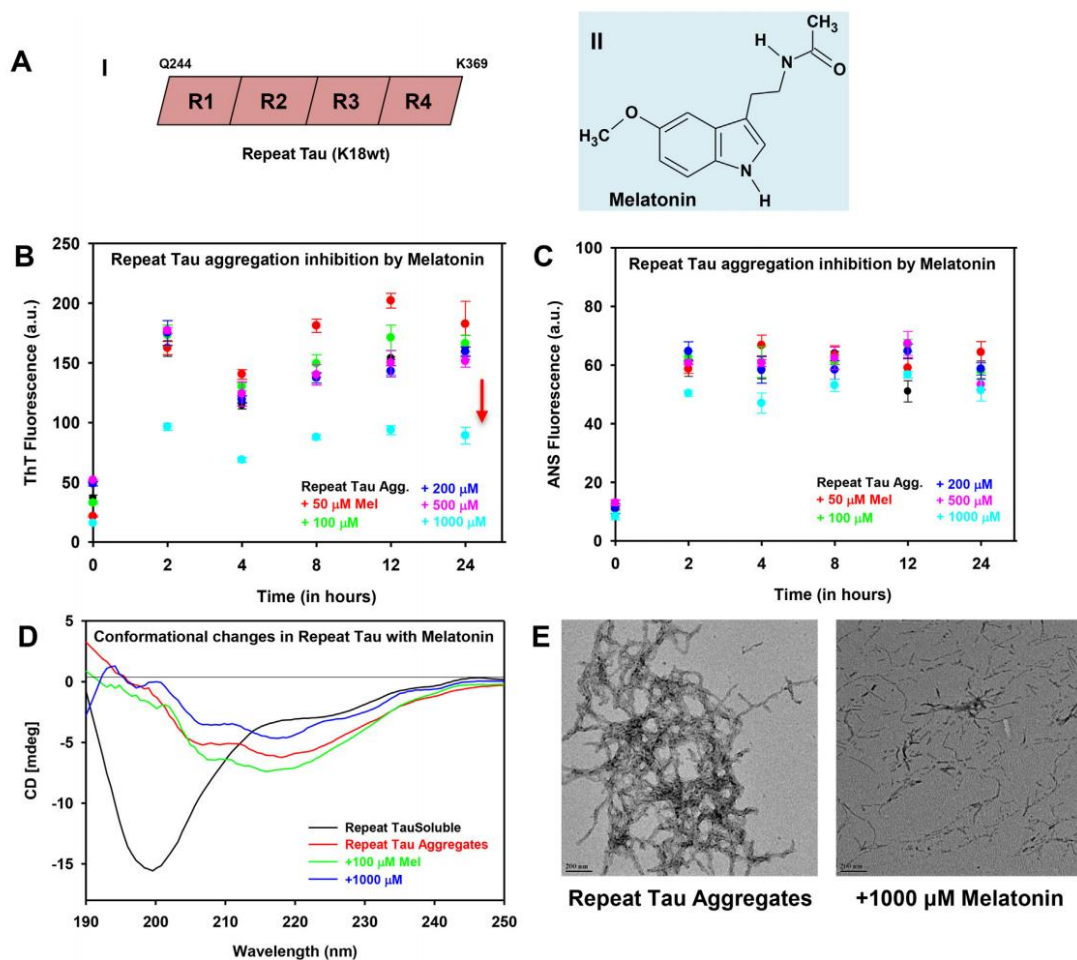 A
I
Q244
K369
R1 R2 R3 R4
Repeat Tau (K18wt)
II
CH3
H
N
O
O
H3C
N
H
Melatonin
B
Repeat Tau aggregation inhibition by Melatonin
ThT Fluorescence (a.u.)
250
200
150
100
50
0
Repeat Tau Agg.
+ 50 μM Mel
+ 100 μM
+ 200 μM
+ 500 μM
+ 1000 μM
0 2 4 8 12 24
Time (in hours)
C
Repeat Tau aggregation inhibition by Melatonin
ANS Fluorescence (a.u.)
100
80
60
40
20
0
Repeat Tau Agg.
+ 50 μM Mel
+ 100 μM
+ 200 μM
+ 500 μM
+ 1000 μM
0 2 4 8 12 24
Time (in hours)
D
Conformational changes in Repeat Tau with Melatonin
CD [mdeg]
5
0
-5
-10
-15
Repeat TauSoluble
Repeat Tau Aggregates
+100 μM Mel
+1000 μM
190 200 210 220 230 240 250
Wavelength (nm)
E
200 nm
200 nm
Repeat Tau Aggregates
+1000 μM Melatonin